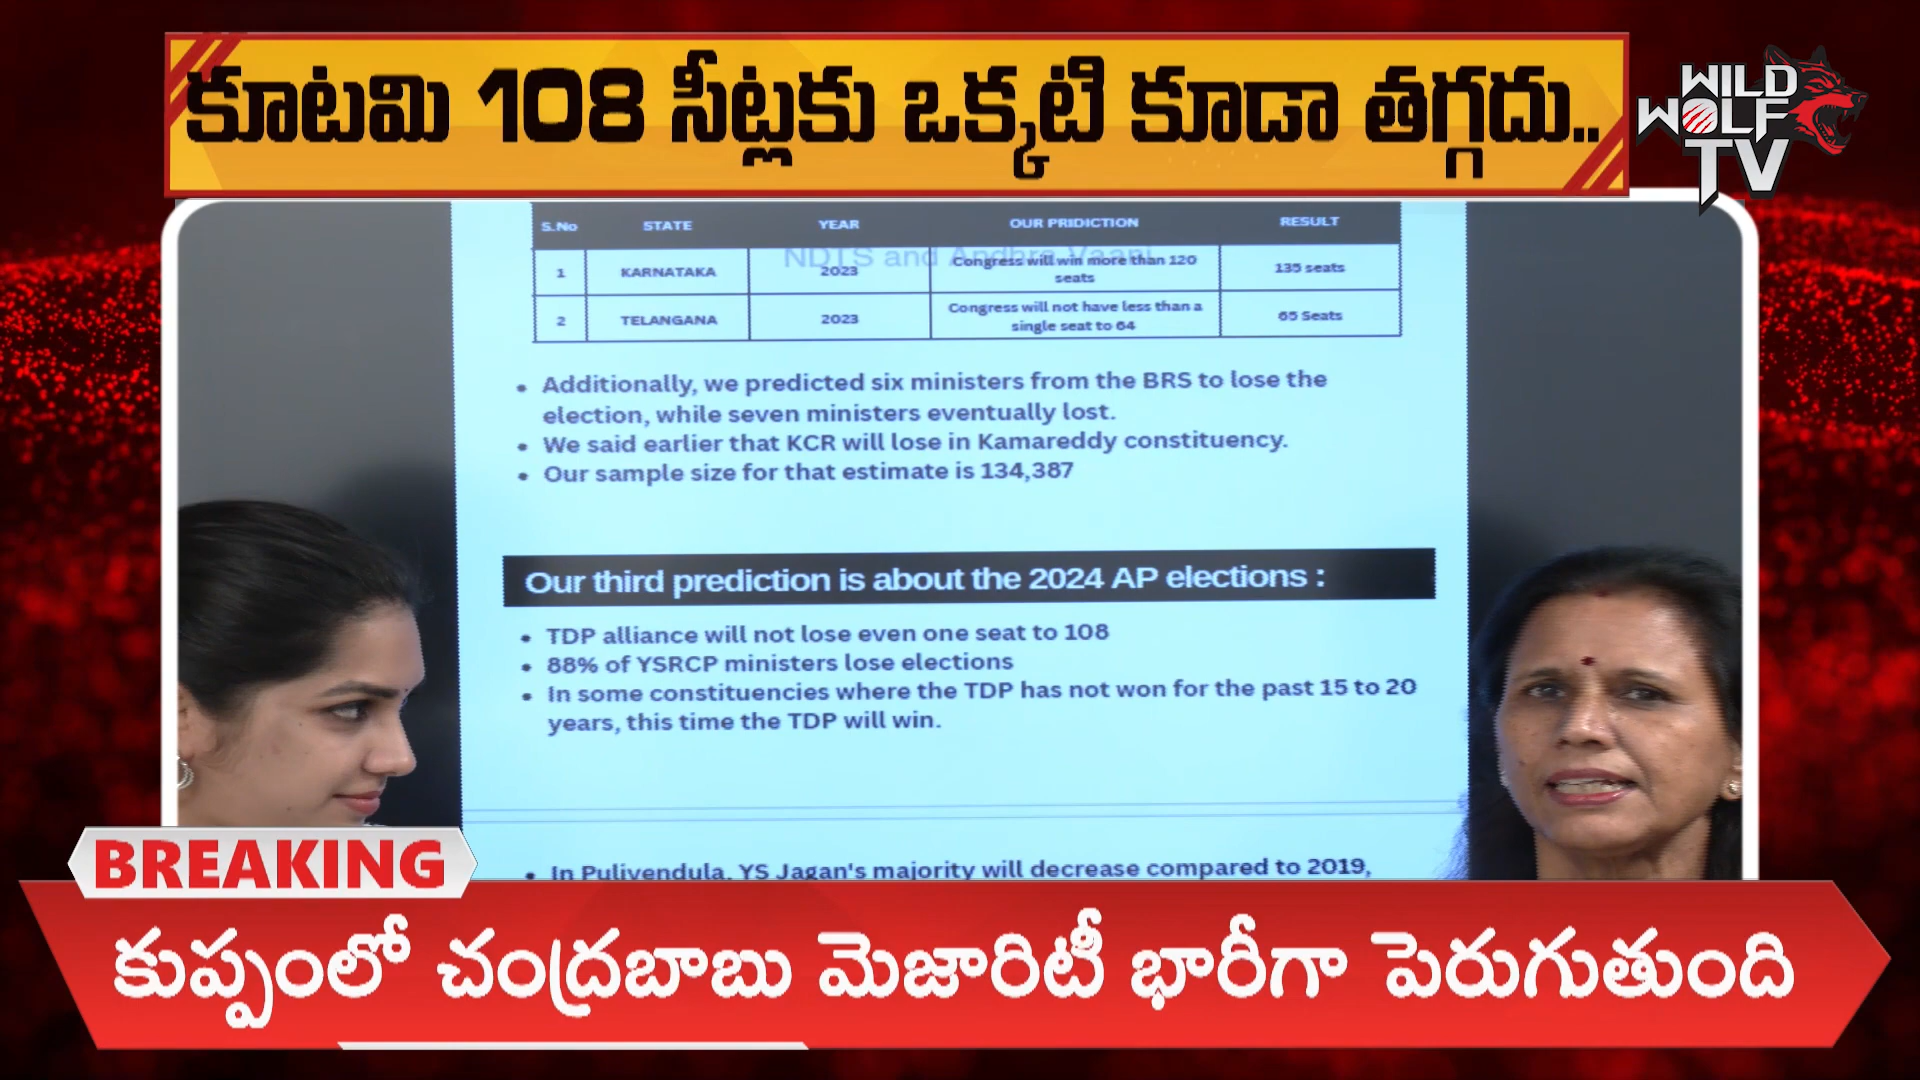 కూటమి 108 సీట్లకు ఒక్కటి కూడా తగ్గదు..
WILD
WOLF
TV
S.No STATE YEAR OUR PRIDICTION RESULT
NDTS and Andhra Vaani
1 KARNATAKA 2023 Congress will win more than 120 seats 135 seats
2 TELANGANA 2023 Congress will not have less than a single seat to 64 65 Seats
• Additionally, we predicted six ministers from the BRS to lose the
election, while seven ministers eventually lost.
• We said earlier that KCR will lose in Kamareddy constituency.
• Our sample size for that estimate is 134,387
Our third prediction is about the 2024 AP elections :
• TDP alliance will not lose even one seat to 108
• 88% of YSRCP ministers lose elections
• In some constituencies where the TDP has not won for the past 15 to 20
years, this time the TDP will win.
• In Pulivendula, YS Jagan's majority will decrease compared to 2019,
BREAKING
కుప్పంలో చంద్రబాబు మెజారిటీ భారీగా పెరుగుతుంది